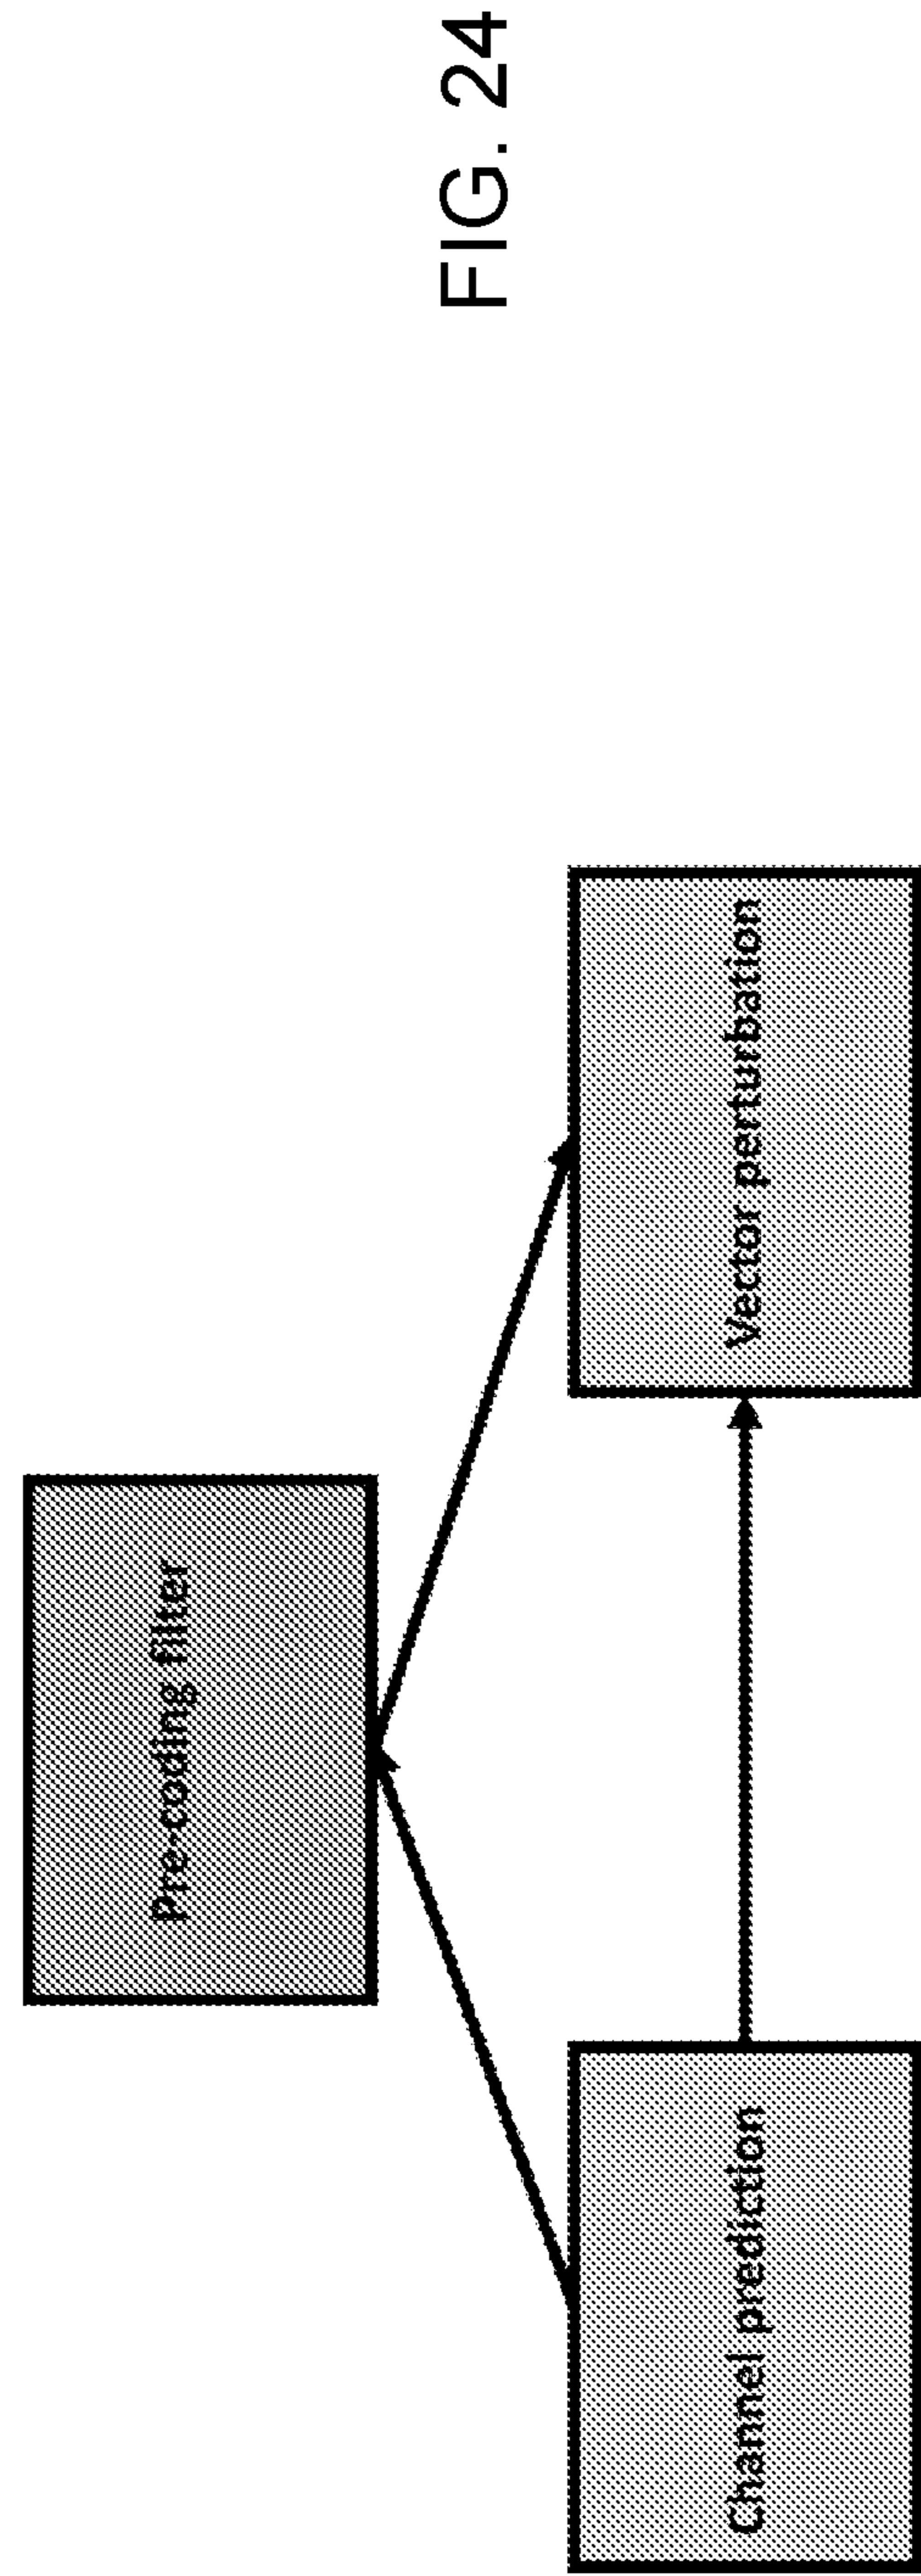 Pre-coding filter
Channel prediction
Vector perturbation
FIG. 24